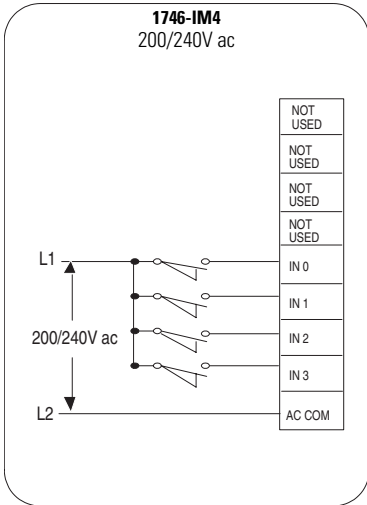 1746-IM4
200/240V ac
NOT
USED
NOT
USED
NOT
USED
NOT
USED
L1
IN 0
IN 1
200/240V ac
IN 2
IN 3
L2
AC COM